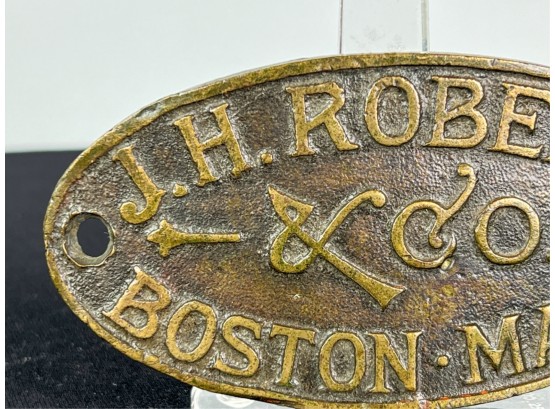 J.H. ROBE
& CO
BOSTON · MA